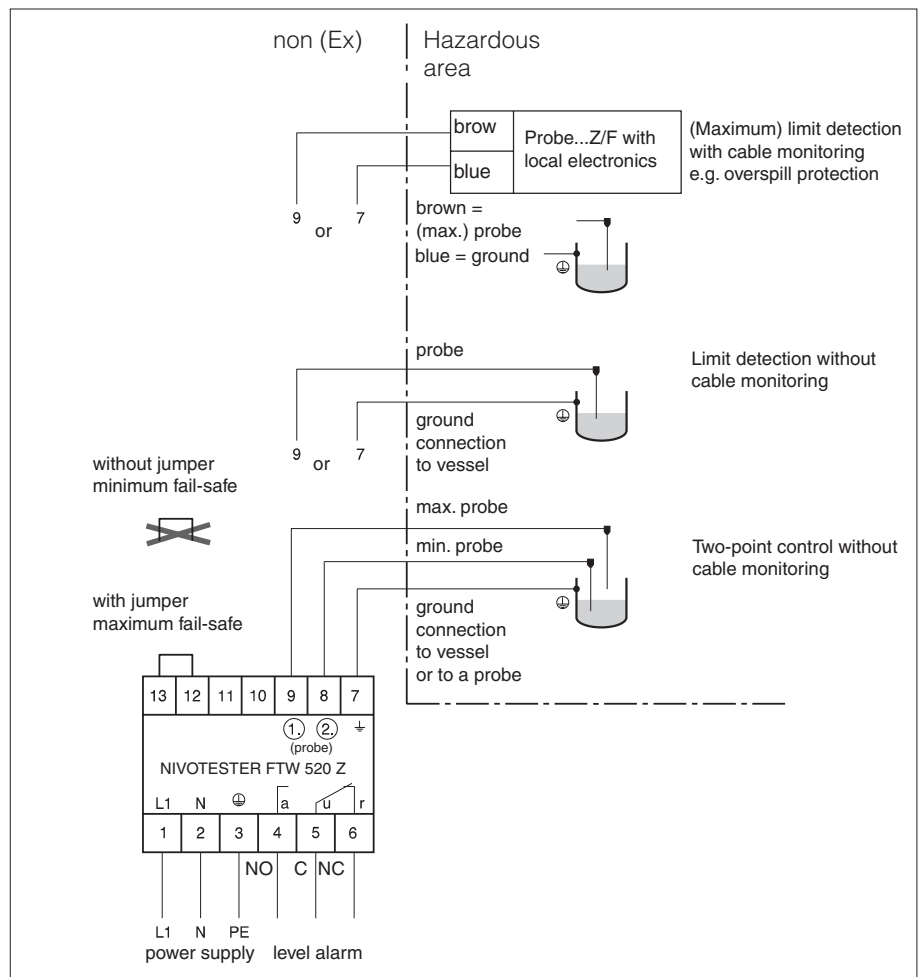 non (Ex)
Hazardous
area
brow
blue
Probe...Z/F with
local electronics
(Maximum) limit detection
with cable monitoring
e.g. overspill protection
9 or 7
brown =
(max.) probe
blue = ground
probe
Limit detection without
cable monitoring
ground
connection
to vessel
9 or 7
without jumper
minimum fail-safe
max. probe
min. probe
Two-point control without
cable monitoring
with jumper
maximum fail-safe
ground
connection
to vessel
or to a probe
13 12 11 10 9 8 7
1. 2.
(probe)
NIVOTESTER FTW 520 Z
L1 N a u r
1 2 3 4 5 6
NO C NC
L1 N PE
power supply level alarm